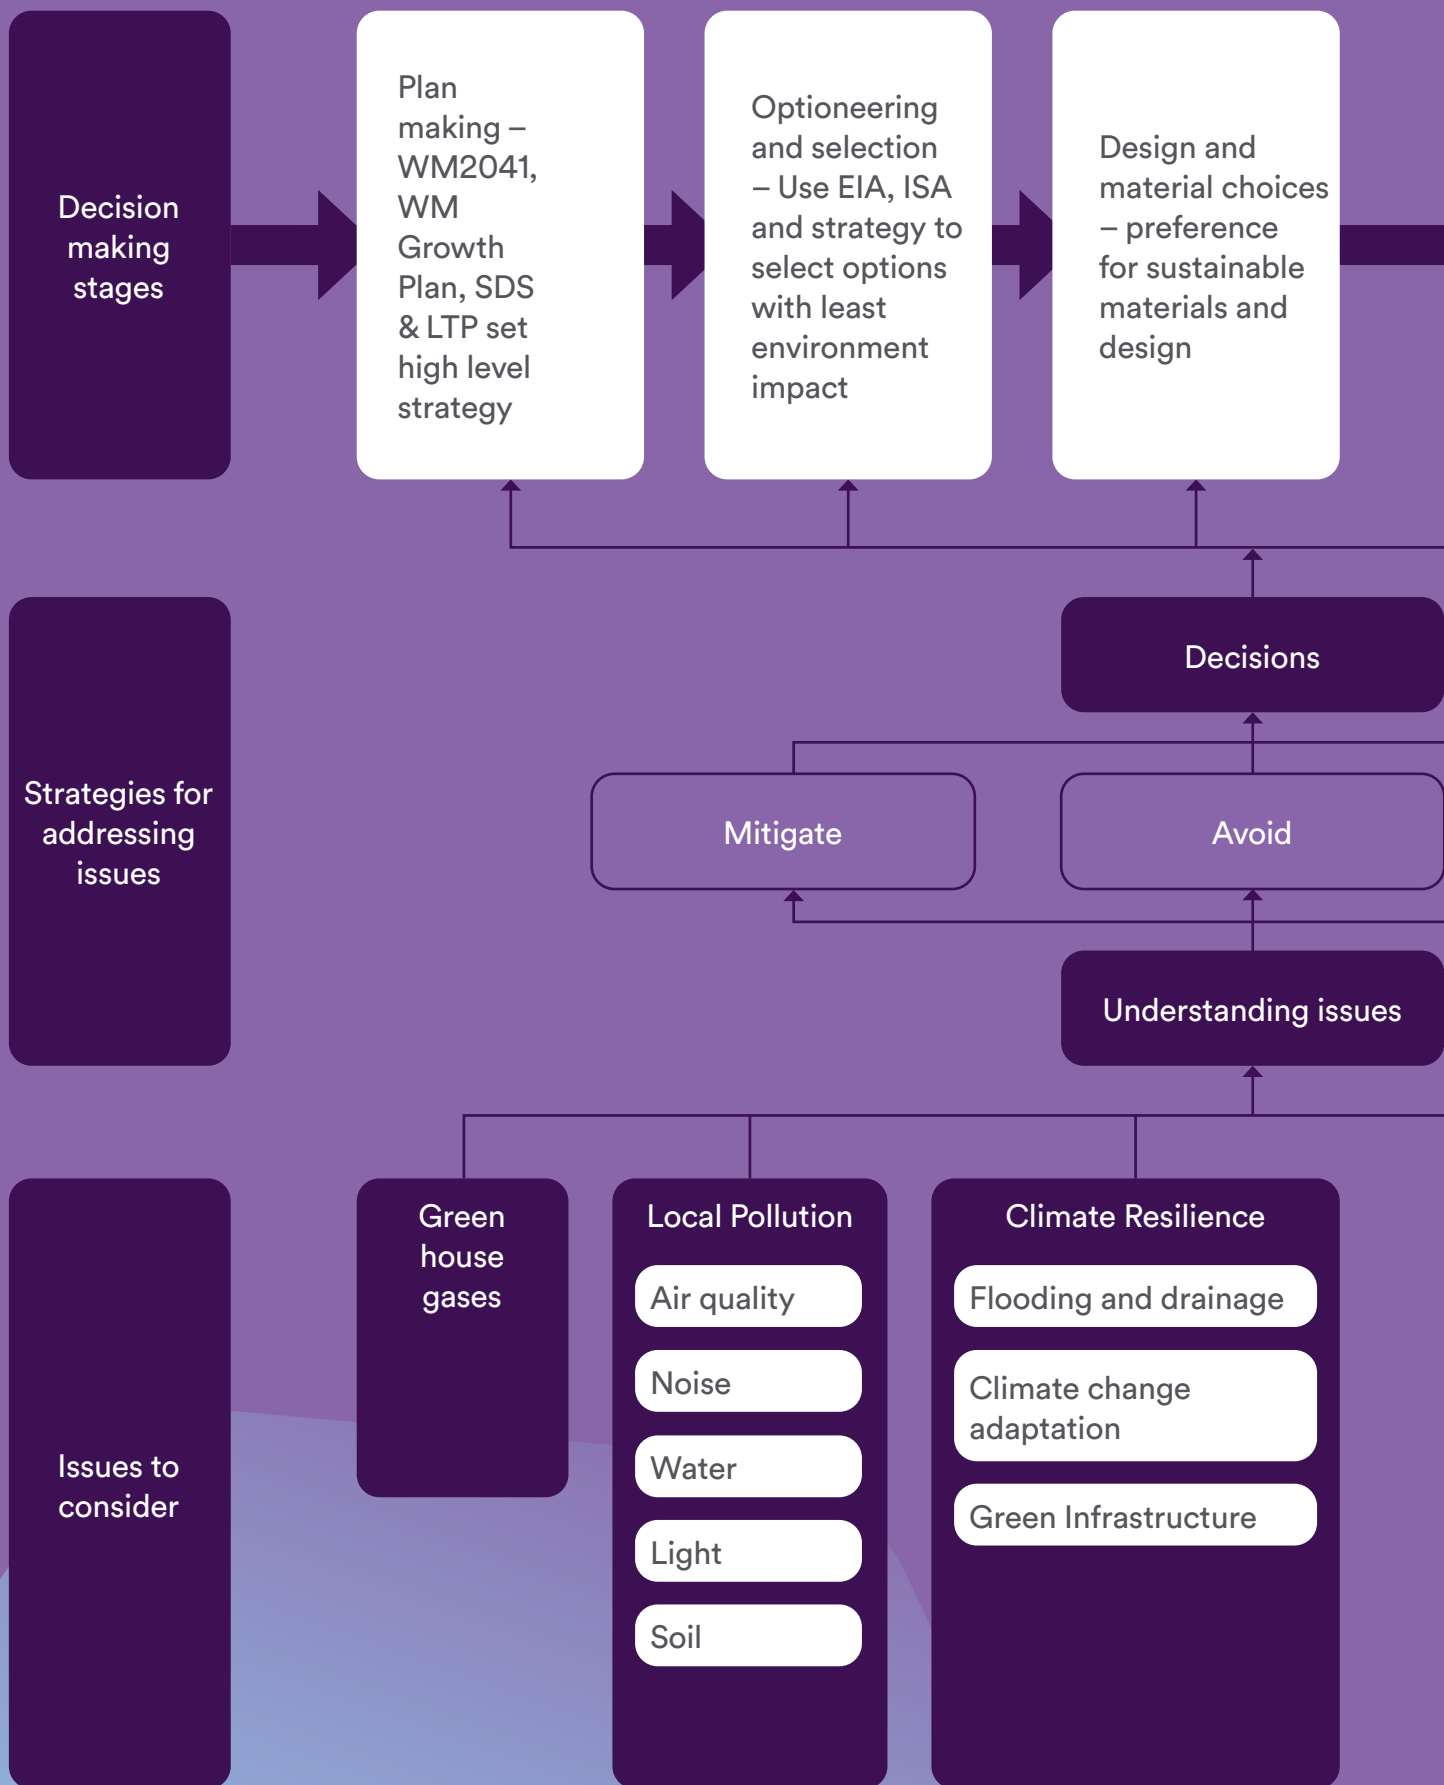 Decision
making
stages
Plan
making –
WM2041,
WM
Growth
Plan, SDS
& LTP set
high level
strategy
Optioneering
and selection
– Use EIA, ISA
and strategy to
select options
with least
environment
impact
Design and
material choices
– preference
for sustainable
materials and
design
Strategies for
addressing
issues
Decisions
Mitigate
Avoid
Understanding issues
Issues to
consider
Green
house
gases
Local Pollution
Air quality
Noise
Water
Light
Soil
Climate Resilience
Flooding and drainage
Climate change
adaptation
Green Infrastructure